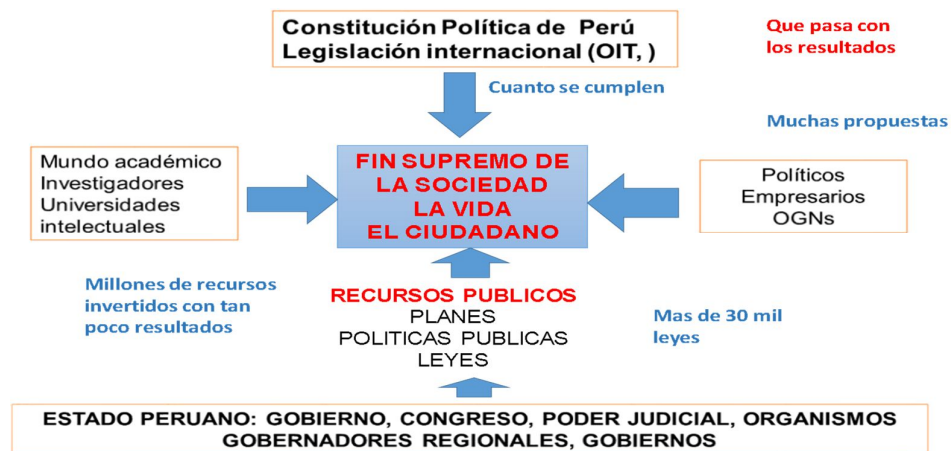 Constitución Política de Perú
Legislación internacional (OIT, )
Que pasa con
los resultados
Cuanto se cumplen
Muchas propuestas
Mundo académico
Investigadores
Universidades
intelectuales
FIN SUPREMO DE
LA SOCIEDAD
LA VIDA
EL CIUDADANO
Políticos
Empresarios
OGNs
Millones de recursos
invertidos con tan
poco resultados
RECURSOS PUBLICOS
PLANES
POLITICAS PUBLICAS
LEYES
Mas de 30 mil
leyes
ESTADO PERUANO: GOBIERNO, CONGRESO, PODER JUDICIAL, ORGANISMOS
GOBERNADORES REGIONALES, GOBIERNOS